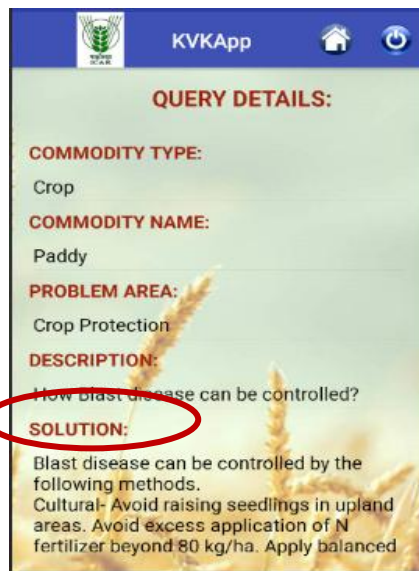 KVKApp
ICAR
QUERY DETAILS:
COMMODITY TYPE:
Crop
COMMODITY NAME:
Paddy
PROBLEM AREA:
Crop Protection
DESCRIPTION:
How Blast disease can be controlled?
SOLUTION:
Blast disease can be controlled by the
following methods.
Cultural- Avoid raising seedlings in upland
areas. Avoid excess application of N
fertilizer beyond 80 kg/ha. Apply balanced